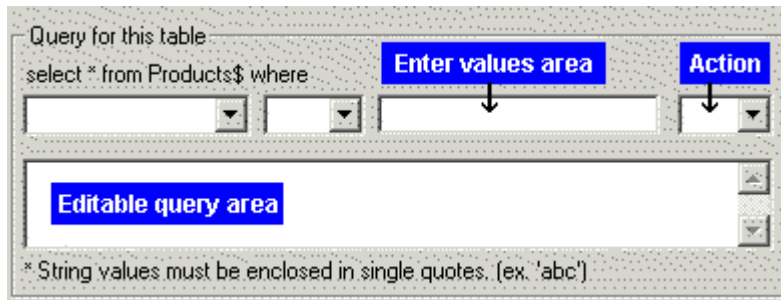 Query for this table
select * from Products$ where
Enter values area
Action
Editable query area
* String values must be enclosed in single quotes. (ex. 'abc')